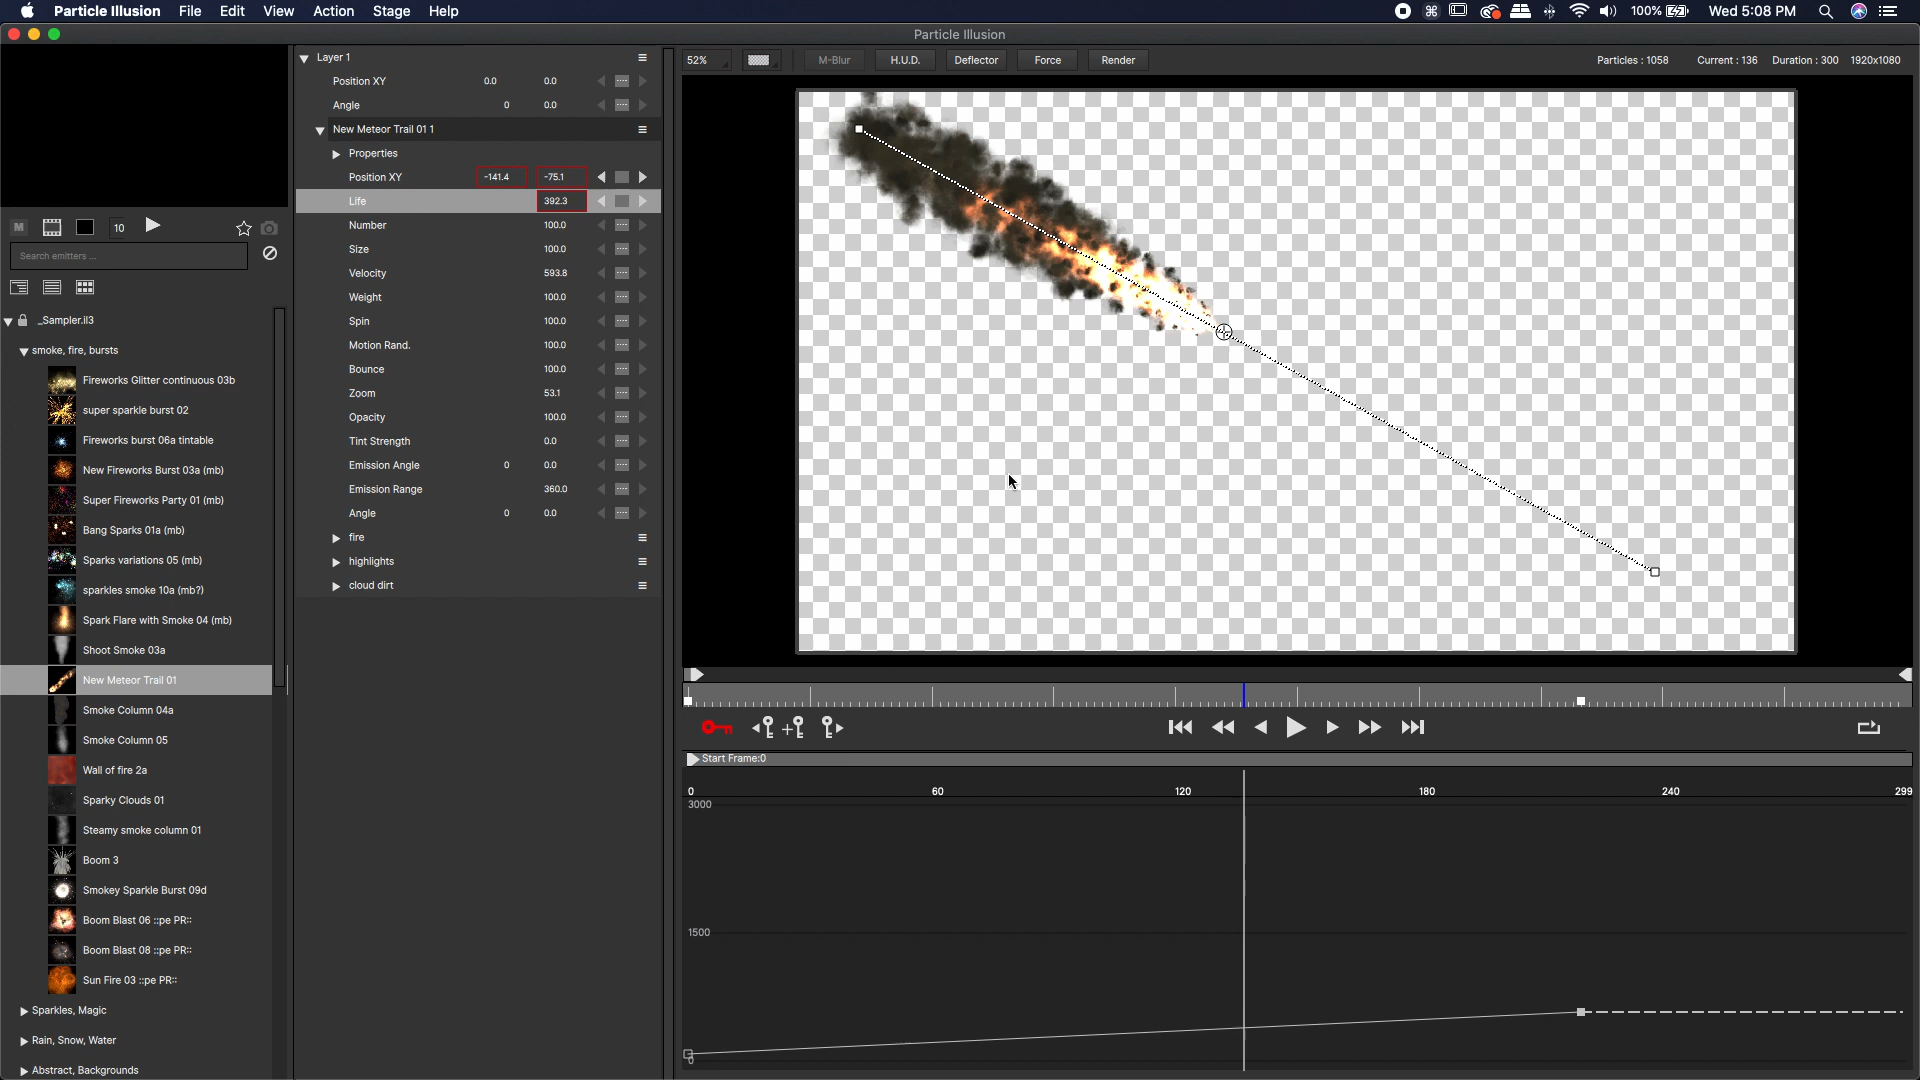 Particle Illusion File Edit View Action Stage Help 100% Wed 5:08 PM
Particle Illusion
Layer 1
Position XY 0.0 0.0
Angle 0 0.0
New Meteor Trail 01 1
Properties
Position XY -141.4 -75.1
Life 392.3
Number 100.0
Size 100.0
Velocity 593.8
Weight 100.0
Spin 100.0
Motion Rand. 100.0
Bounce 100.0
Zoom 53.1
Opacity 100.0
Tint Strength 0.0
Emission Angle 0 0.0
Emission Range 360.0
Angle 0 0.0
fire
highlights
cloud dirt
52% M-Blur H.U.D. Deflector Force Render Particles : 1058 Current : 136 Duration : 300 1920x1080
M 10
Search emitters ...
_Sampler.il3
smoke, fire, bursts
Fireworks Glitter continuous 03b
super sparkle burst 02
Fireworks burst 06a tintable
New Fireworks Burst 03a (mb)
Super Fireworks Party 01 (mb)
Bang Sparks 01a (mb)
Sparks variations 05 (mb)
sparkles smoke 10a (mb?)
Spark Flare with Smoke 04 (mb)
Shoot Smoke 03a
New Meteor Trail 01
Smoke Column 04a
Smoke Column 05
Wall of fire 2a
Sparky Clouds 01
Steamy smoke column 01
Boom 3
Smokey Sparkle Burst 09d
Boom Blast 06 ::pe PR::
Boom Blast 08 ::pe PR::
Sun Fire 03 ::pe PR::
Sparkles, Magic
Rain, Snow, Water
Abstract, Backgrounds
Start Frame:0
0 60 120 180 240 299
3000
1500
0